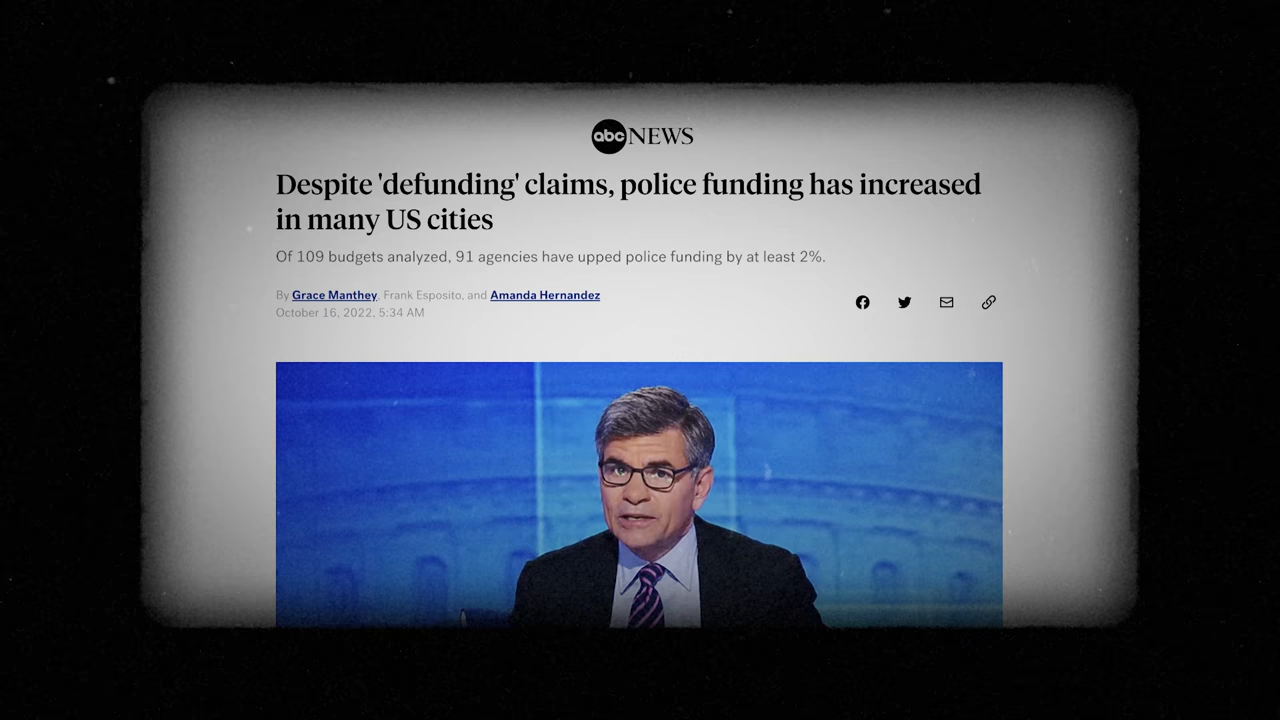 abc NEWS
Despite 'defunding' claims, police funding has increased
in many US cities
Of 109 budgets analyzed, 91 agencies have upped police funding by at least 2%.
By Grace Manthey, Frank Esposito, and Amanda Hernandez
October 16, 2022, 5:34 AM